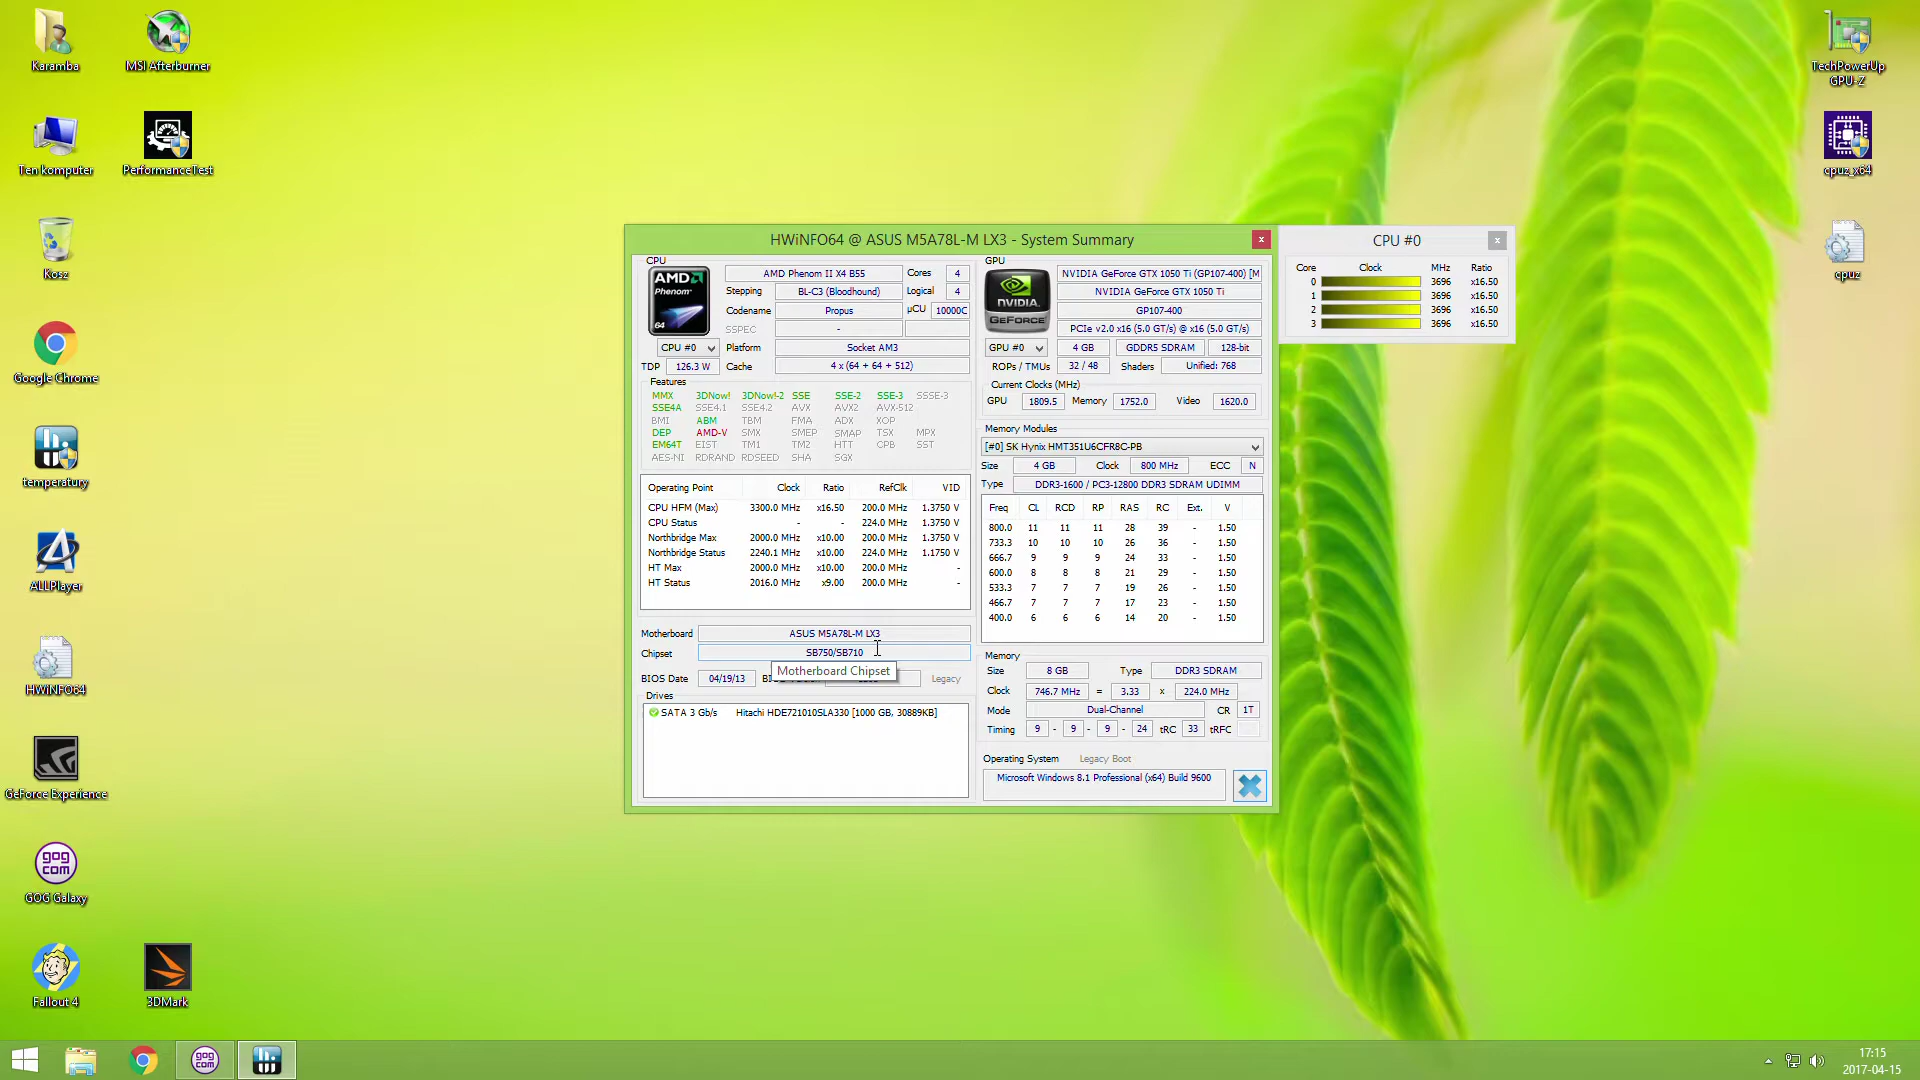 Karamba
MSI Afterburner
TechPowerUp GPU-Z
Ten komputer
PerformanceTest
cpuz_x64
Kosz
cpuz
Google Chrome
temperatury
ALLPlayer
HWiNFO64
GeForce Experience
gog com
GOG Galaxy
Fallout 4
3DMark
HWiNFO64 @ ASUS M5A78L-M LX3 - System Summary
x
CPU
AMD Phenom 64
AMD Phenom II X4 B55
Cores 4
Stepping BL-C3 (Bloodhound) Logical 4
Codename Propus µCU 10000C
SSPEC -
CPU #0 Platform Socket AM3
TDP 126.3 W Cache 4 x (64 + 64 + 512)
Features
MMX 3DNow! 3DNow!-2 SSE SSE-2 SSE-3 SSSE-3
SSE4A SSE4.1 SSE4.2 AVX AVX2 AVX-512
BMI ABM TBM FMA ADX XOP
DEP AMD-V SMX SMEP SMAP TSX MPX
EM64T EIST TM1 TM2 HTT CPB SST
AES-NI RDRAND RDSEED SHA SGX
Operating Point Clock Ratio RefClk VID
CPU HFM (Max) 3300.0 MHz x16.50 200.0 MHz 1.3750 V
CPU Status - - 224.0 MHz 1.3750 V
Northbridge Max 2000.0 MHz x10.00 200.0 MHz 1.3750 V
Northbridge Status 2240.1 MHz x10.00 224.0 MHz 1.1750 V
HT Max 2000.0 MHz x10.00 200.0 MHz -
HT Status 2016.0 MHz x9.00 200.0 MHz -
Motherboard ASUS M5A78L-M LX3
Chipset SB750/SB710
Motherboard Chipset
BIOS Date 04/19/13 Legacy
Drives
SATA 3 Gb/s Hitachi HDE721010SLA330 [1000 GB, 30889KB]
GPU
NVIDIA GEFORCE
NVIDIA GeForce GTX 1050 Ti (GP107-400) [M
NVIDIA GeForce GTX 1050 Ti
GP107-400
PCIe v2.0 x16 (5.0 GT/s) @ x16 (5.0 GT/s)
GPU #0 4 GB GDDR5 SDRAM 128-bit
ROPs / TMUs 32 / 48 Shaders Unified: 768
Current Clocks (MHz)
GPU 1809.5 Memory 1752.0 Video 1620.0
Memory Modules
[#0] SK Hynix HMT351U6CFR8C-PB
Size 4 GB Clock 800 MHz ECC N
Type DDR3-1600 / PC3-12800 DDR3 SDRAM UDIMM
Freq CL RCD RP RAS RC Ext. V
800.0 11 11 11 28 39 - 1.50
733.3 10 10 10 26 36 - 1.50
666.7 9 9 9 24 33 - 1.50
600.0 8 8 8 21 29 - 1.50
533.3 7 7 7 19 26 - 1.50
466.7 7 7 7 17 23 - 1.50
400.0 6 6 6 14 20 - 1.50
Memory
Size 8 GB Type DDR3 SDRAM
Clock 746.7 MHz = 3.33 x 224.0 MHz
Mode Dual-Channel CR 1T
Timing 9 - 9 - 9 - 24 tRC 33 tRFC
Operating System Legacy Boot
Microsoft Windows 8.1 Professional (x64) Build 9600
CPU #0
x
Core Clock MHz Ratio
0 3696 x16.50
1 3696 x16.50
2 3696 x16.50
3 3696 x16.50
gog com
17:15
2017-04-15